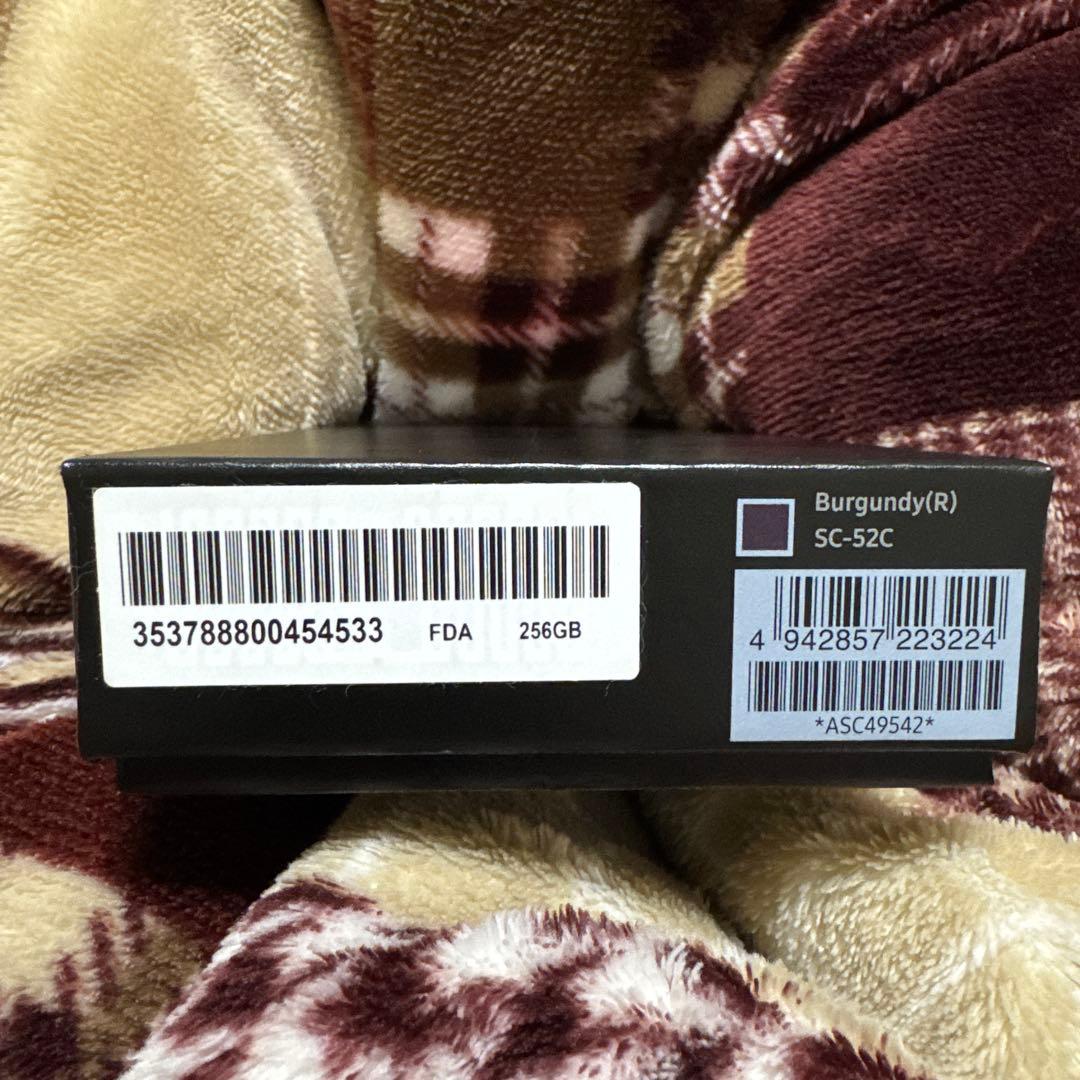 353788800454533 FDA 256GB
Burgundy(R)
SC-52C
4 942857 223224
*ASC49542*